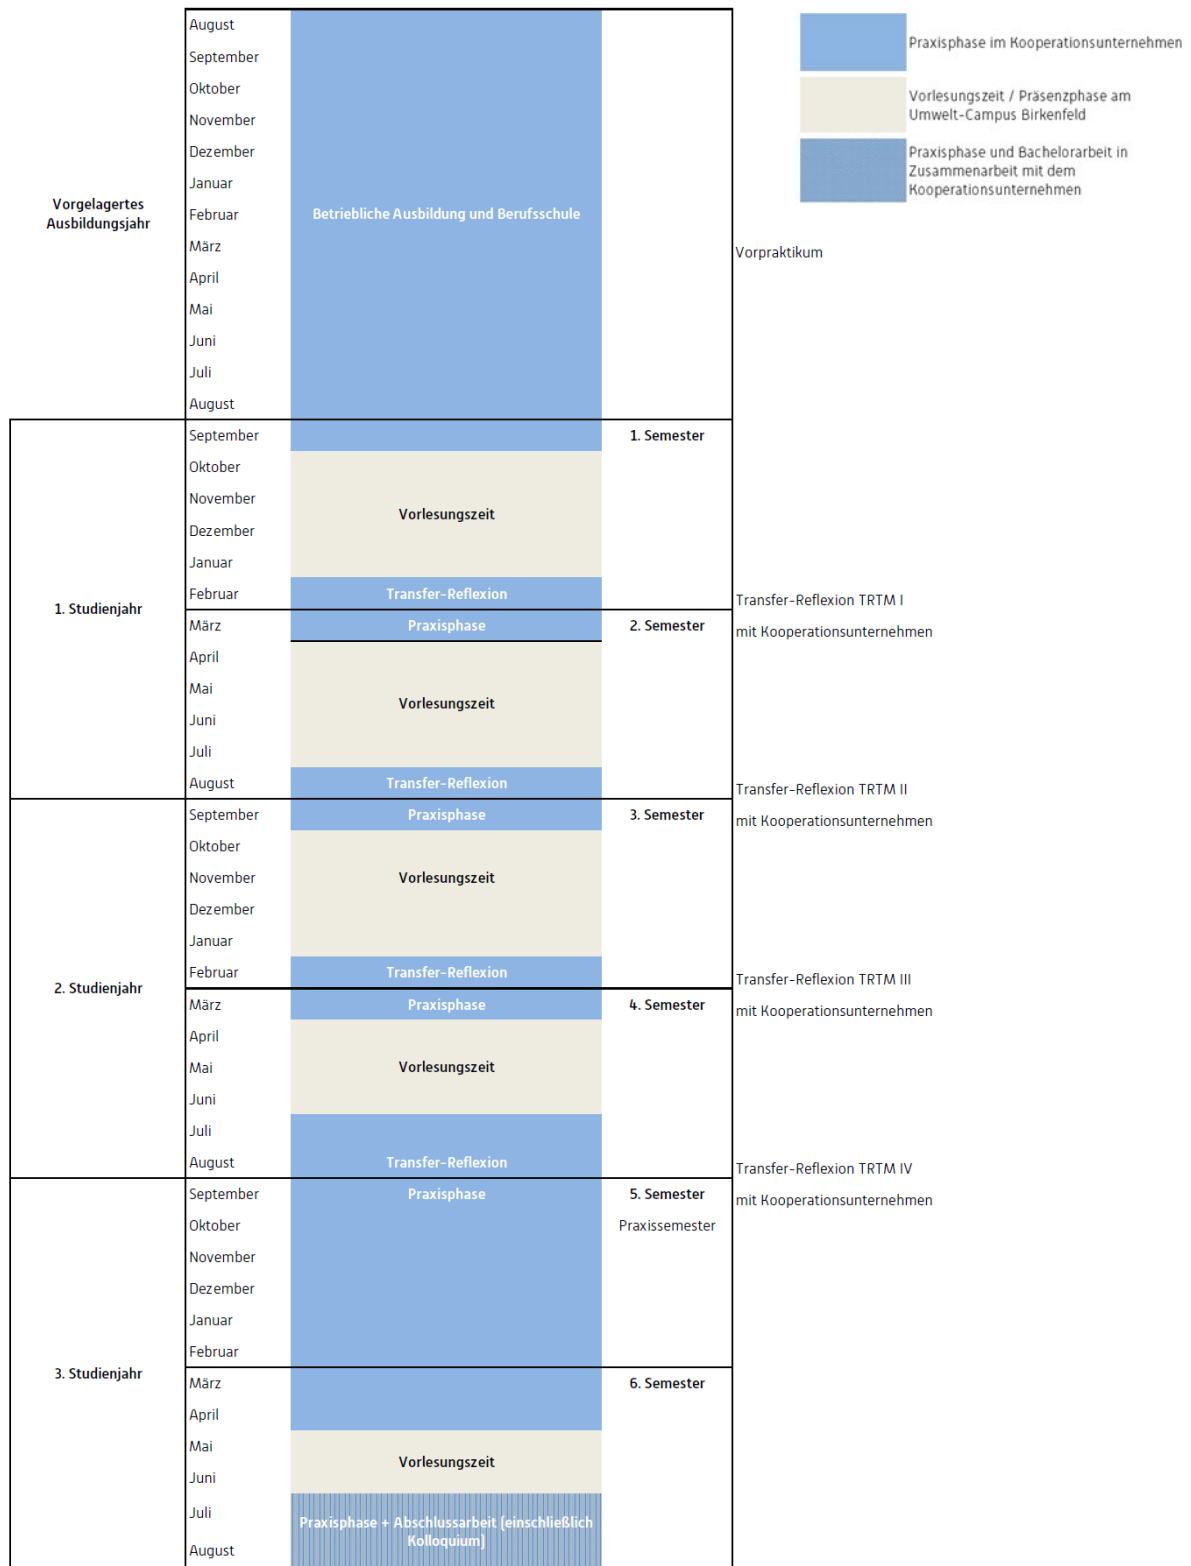 August
September
Oktober
November
Dezember
Januar
Februar
März
April
Mai
Juni
Juli
August
Vorgelagertes
Ausbildungsjahr
Betriebliche Ausbildung und Berufsschule
Praxisphase im Kooperationsunternehmen
Vorlesungszeit / Präsenzphase am
Umwelt-Campus Birkenfeld
Praxisphase und Bachelorarbeit in
Zusammenarbeit mit dem
Kooperationsunternehmen
Vorpraktikum
1. Studienjahr
September
1. Semester
Oktober
November
Vorlesungszeit
Dezember
Januar
Februar
Transfer-Reflexion
Transfer-Reflexion TRTM I
März
Praxisphase
2. Semester
mit Kooperationsunternehmen
April
Mai
Vorlesungszeit
Juni
Juli
August
Transfer-Reflexion
Transfer-Reflexion TRTM II
2. Studienjahr
September
Praxisphase
3. Semester
mit Kooperationsunternehmen
Oktober
November
Vorlesungszeit
Dezember
Januar
Februar
Transfer-Reflexion
Transfer-Reflexion TRTM III
März
Praxisphase
4. Semester
mit Kooperationsunternehmen
April
Mai
Vorlesungszeit
Juni
Juli
August
Transfer-Reflexion
Transfer-Reflexion TRTM IV
3. Studienjahr
September
Praxisphase
5. Semester
mit Kooperationsunternehmen
Oktober
Praxissemester
November
Dezember
Januar
Februar
März
6. Semester
April
Mai
Vorlesungszeit
Juni
Juli
Praxisphase + Abschlussarbeit (einschließlich
Kolloquium)
August